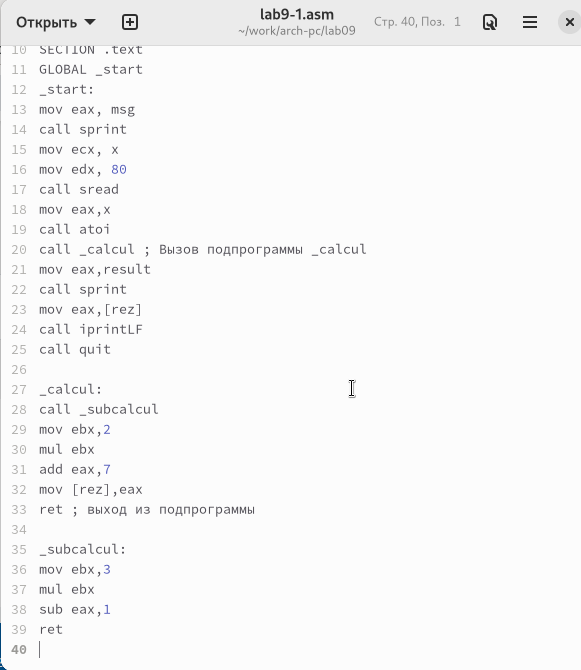 Открыть
lab9-1.asm
~/work/arch-pc/lab09
Стр. 40, Поз. 1
10 SECTION .text
11 GLOBAL _start
12 _start:
13 mov eax, msg
14 call sprint
15 mov ecx, x
16 mov edx, 80
17 call sread
18 mov eax,x
19 call atoi
20 call _calcul ; Вызов подпрограммы _calcul
21 mov eax,result
22 call sprint
23 mov eax,[rez]
24 call iprintLF
25 call quit
26
27 _calcul:
28 call _subcalcul
29 mov ebx,2
30 mul ebx
31 add eax,7
32 mov [rez],eax
33 ret ; выход из подпрограммы
34
35 _subcalcul:
36 mov ebx,3
37 mul ebx
38 sub eax,1
39 ret
40